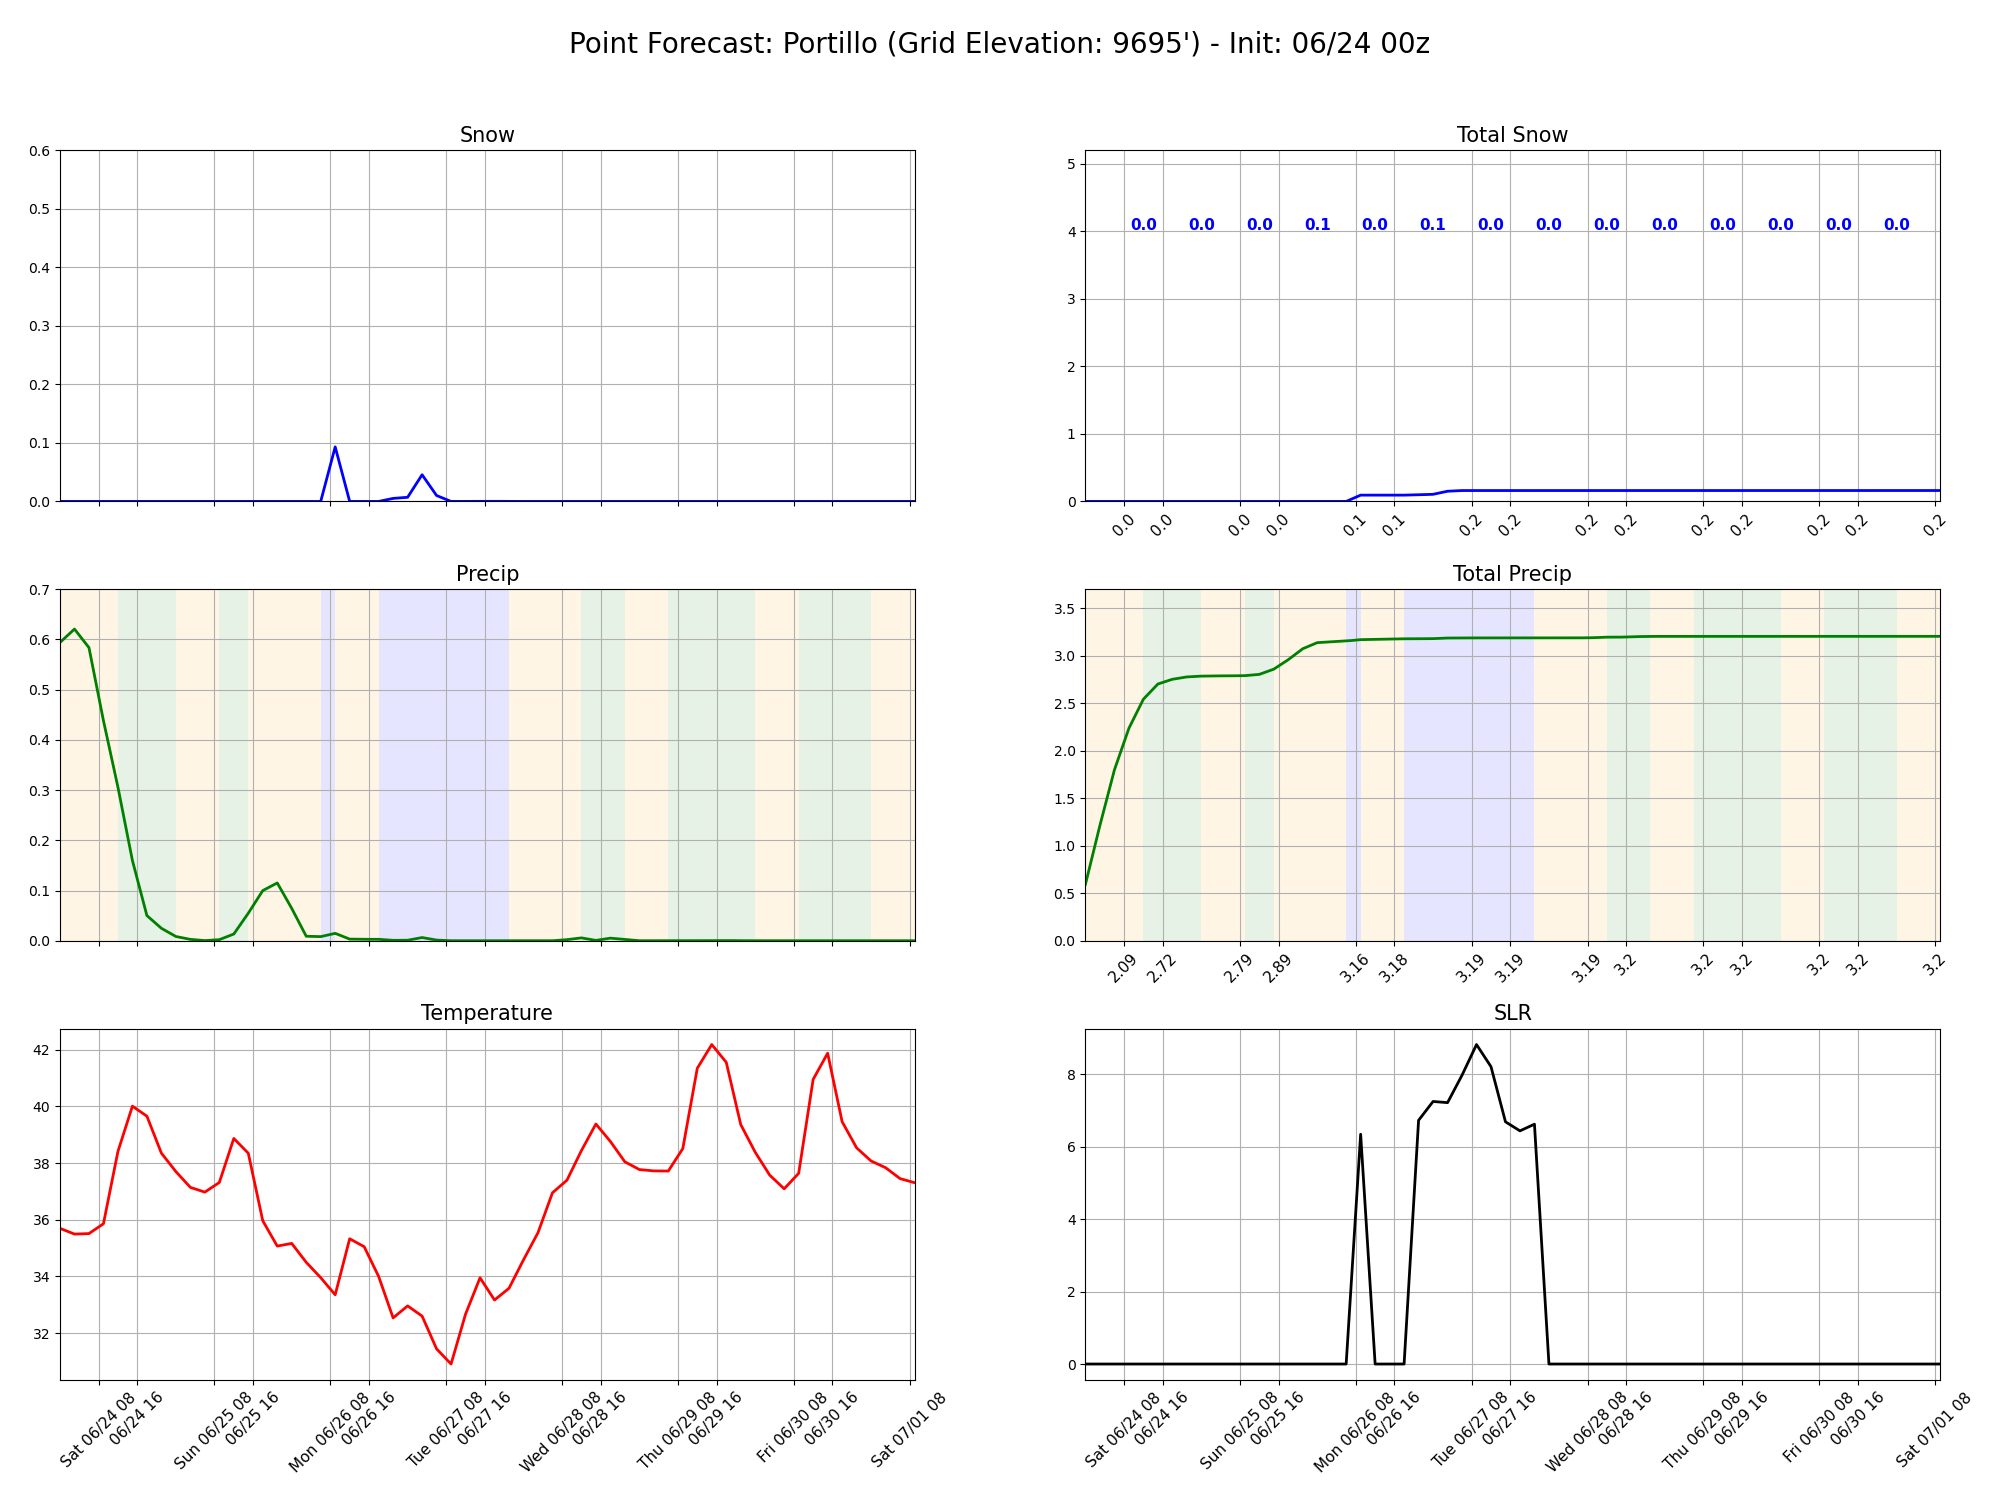 Point Forecast: Portillo (Grid Elevation: 9695') - Init: 06/24 00z
Snow
0.6
0.5
0.4
0.3
0.2
0.1
0.0
Total Snow
5
4
3
2
1
0
0.0 0.0 0.0 0.1 0.0 0.1 0.0 0.0 0.0 0.0 0.0 0.0 0.0 0.0
0.0 0.0 0.0 0.0 0.1 0.1 0.2 0.2 0.2 0.2 0.2 0.2 0.2 0.2 0.2
Precip
0.7
0.6
0.5
0.4
0.3
0.2
0.1
0.0
Total Precip
3.5
3.0
2.5
2.0
1.5
1.0
0.5
0.0
2.09 2.72 2.79 2.89 3.16 3.18 3.19 3.19 3.19 3.2 3.2 3.2 3.2 3.2 3.2
Temperature
42
40
38
36
34
32
Sat 06/24 08
06/24 16
Sun 06/25 08
06/25 16
Mon 06/26 08
06/26 16
Tue 06/27 08
06/27 16
Wed 06/28 08
06/28 16
Thu 06/29 08
06/29 16
Fri 06/30 08
06/30 16
Sat 07/01 08
SLR
8
6
4
2
0
Sat 06/24 08
06/24 16
Sun 06/25 08
06/25 16
Mon 06/26 08
06/26 16
Tue 06/27 08
06/27 16
Wed 06/28 08
06/28 16
Thu 06/29 08
06/29 16
Fri 06/30 08
06/30 16
Sat 07/01 08